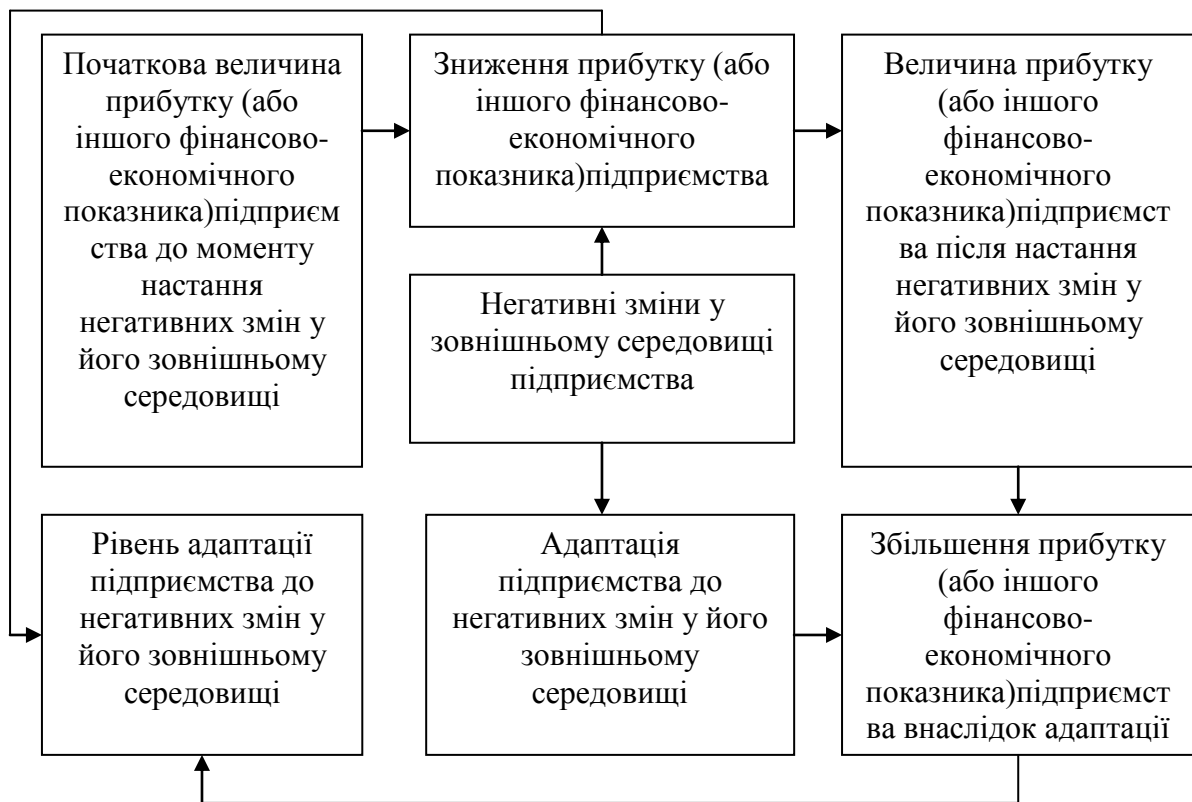 Початкова величина
прибутку (або
іншого фінансово-
економічного
показника)підприєм
ства до моменту
настання
негативних змін у
його зовнішньому
середовищі
Зниження прибутку (або
іншого фінансово-
економічного
показника)підприємства
Величина прибутку
(або іншого
фінансово-
економічного
показника)підприємст
ва після настання
негативних змін у
його зовнішньому
середовищі
Негативні зміни у
зовнішньому середовищі
підприємства
Рівень адаптації
підприємства до
негативних змін у
його зовнішньому
середовищі
Адаптація
підприємства до
негативних змін у його
зовнішньому
середовищі
Збільшення прибутку
(або іншого
фінансово-
економічного
показника)підприємст
ва внаслідок адаптації